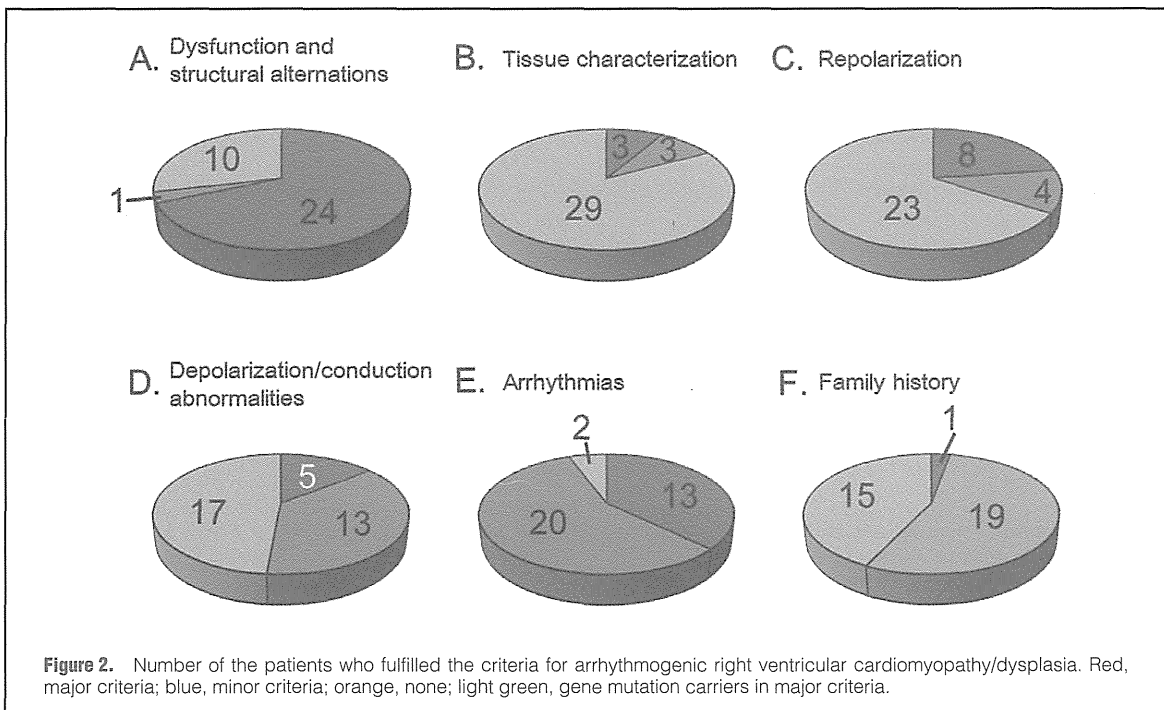 A. Dysfunction and
structural alternations
10
1
24
B. Tissue characterization
3
3
29
C. Repolarization
8
4
23
D. Depolarization/conduction
abnormalities
5
17
13
E. Arrhythmias
2
13
20
F. Family history
1
15
19
Figure 2. Number of the patients who fulfilled the criteria for arrhythmogenic right ventricular cardiomyopathy/dysplasia. Red,
major criteria; blue, minor criteria; orange, none; light green, gene mutation carriers in major criteria.